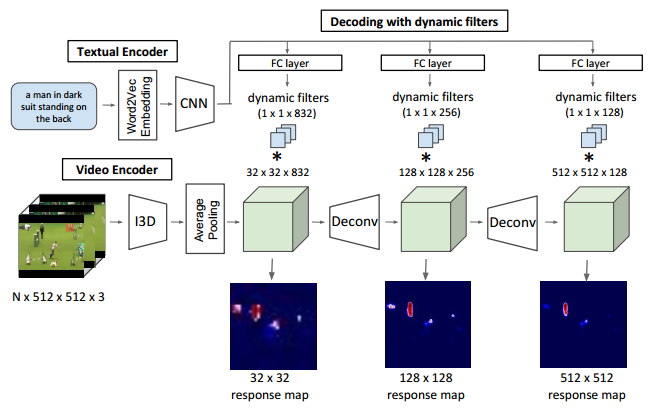 Decoding with dynamic filters
Textual Encoder
FC layer
FC layer
FC layer
a man in dark
suit standing on
the back
Word2Vec
Embedding
CNN
dynamic filters
(1 x 1 x 832)
dynamic filters
(1 x 1 x 256)
dynamic filters
(1 x 1 x 128)
*
*
*
Video Encoder
32 x 32 x 832
128 x 128 x 256
512 x 512 x 128
I3D
Average
Pooling
Deconv
Deconv
N x 512 x 512 x 3
32 x 32
response map
128 x 128
response map
512 x 512
response map